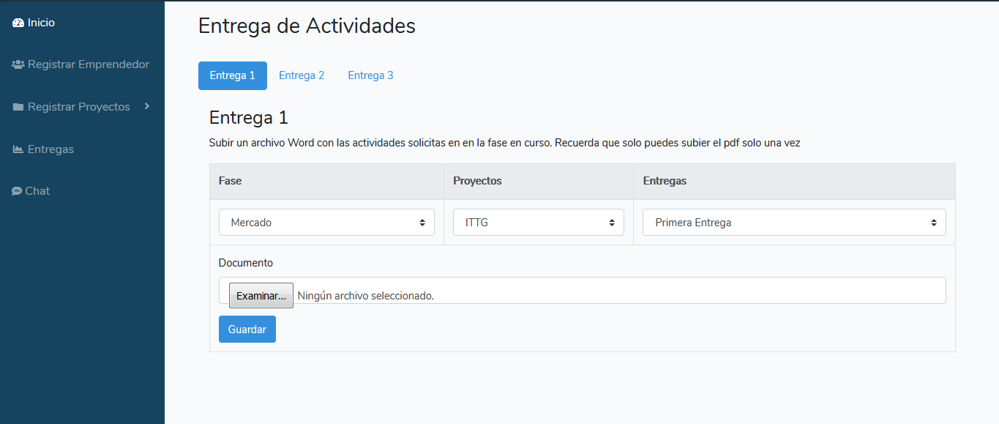 Inicio
Registrar Emprendedor
Registrar Proyectos
Entregas
Chat
Entrega de Actividades
Entrega 1 Entrega 2 Entrega 3
Entrega 1
Subir un archivo Word con las actividades solicitas en en la fase en curso. Recuerda que solo puedes subier el pdf solo una vez
Fase Proyectos Entregas
Mercado ITTG Primera Entrega
Documento
Examinar... Ningún archivo seleccionado.
Guardar